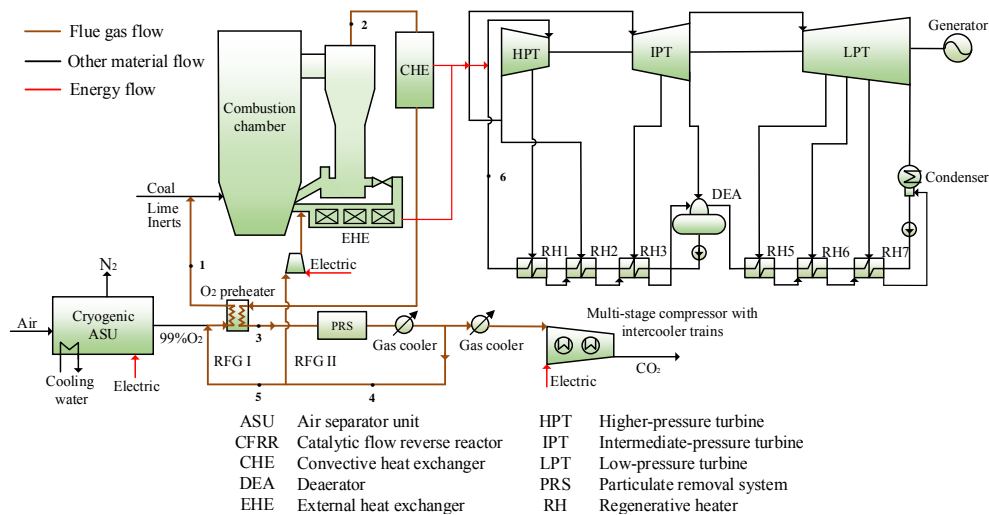 Flue gas flow
Other material flow
Energy flow
2
CHE
HPT
IPT
LPT
Generator
Combustion
chamber
6
Condenser
DEA
Coal
Lime
Inerts
EHE
RH1
RH2
RH3
RH5
RH6
RH7
1
Electric
N₂
O₂ preheater
Multi-stage compressor with
intercooler trains
Air
Cryogenic
ASU
99%O₂
3
PRS
Gas cooler
Gas cooler
RFG I
RFG II
CO₂
Cooling
water
Electric
5
4
Electric
ASU Air separator unit
CFRR Catalytic flow reverse reactor
CHE Convective heat exchanger
DEA Deaerator
EHE External heat exchanger
HPT Higher-pressure turbine
IPT Intermediate-pressure turbine
LPT Low-pressure turbine
PRS Particulate removal system
RH Regenerative heater